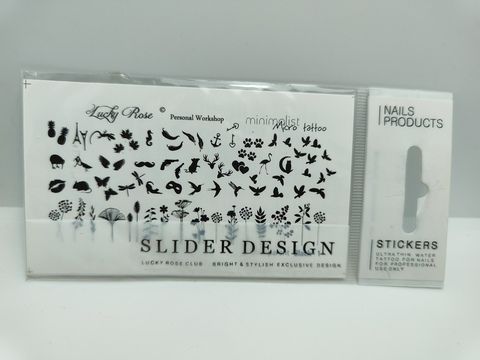 Lucky Rose ©
Personal Workshop
minimalist
Micro tattoo
SLIDER DESIGN
LUCKY ROSE CLUB BRIGHT & STYLISH EXCLUSIVE DESIGN
NAILS
PRODUCTS
STICKERS
ULTRATHIN WATER
TATTOO FOR NAILS
FOR PROFESSIONAL
USE ONLY